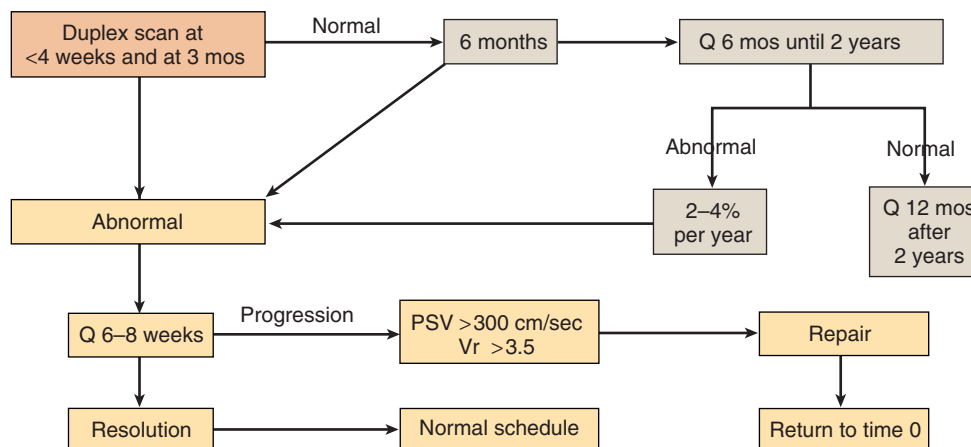 Duplex scan at
<4 weeks and at 3 mos
Normal
6 months
Q 6 mos until 2 years
Abnormal
Normal
Abnormal
2–4%
per year
Q 12 mos
after
2 years
Q 6–8 weeks
Progression
PSV >300 cm/sec
Vr >3.5
Repair
Resolution
Normal schedule
Return to time 0